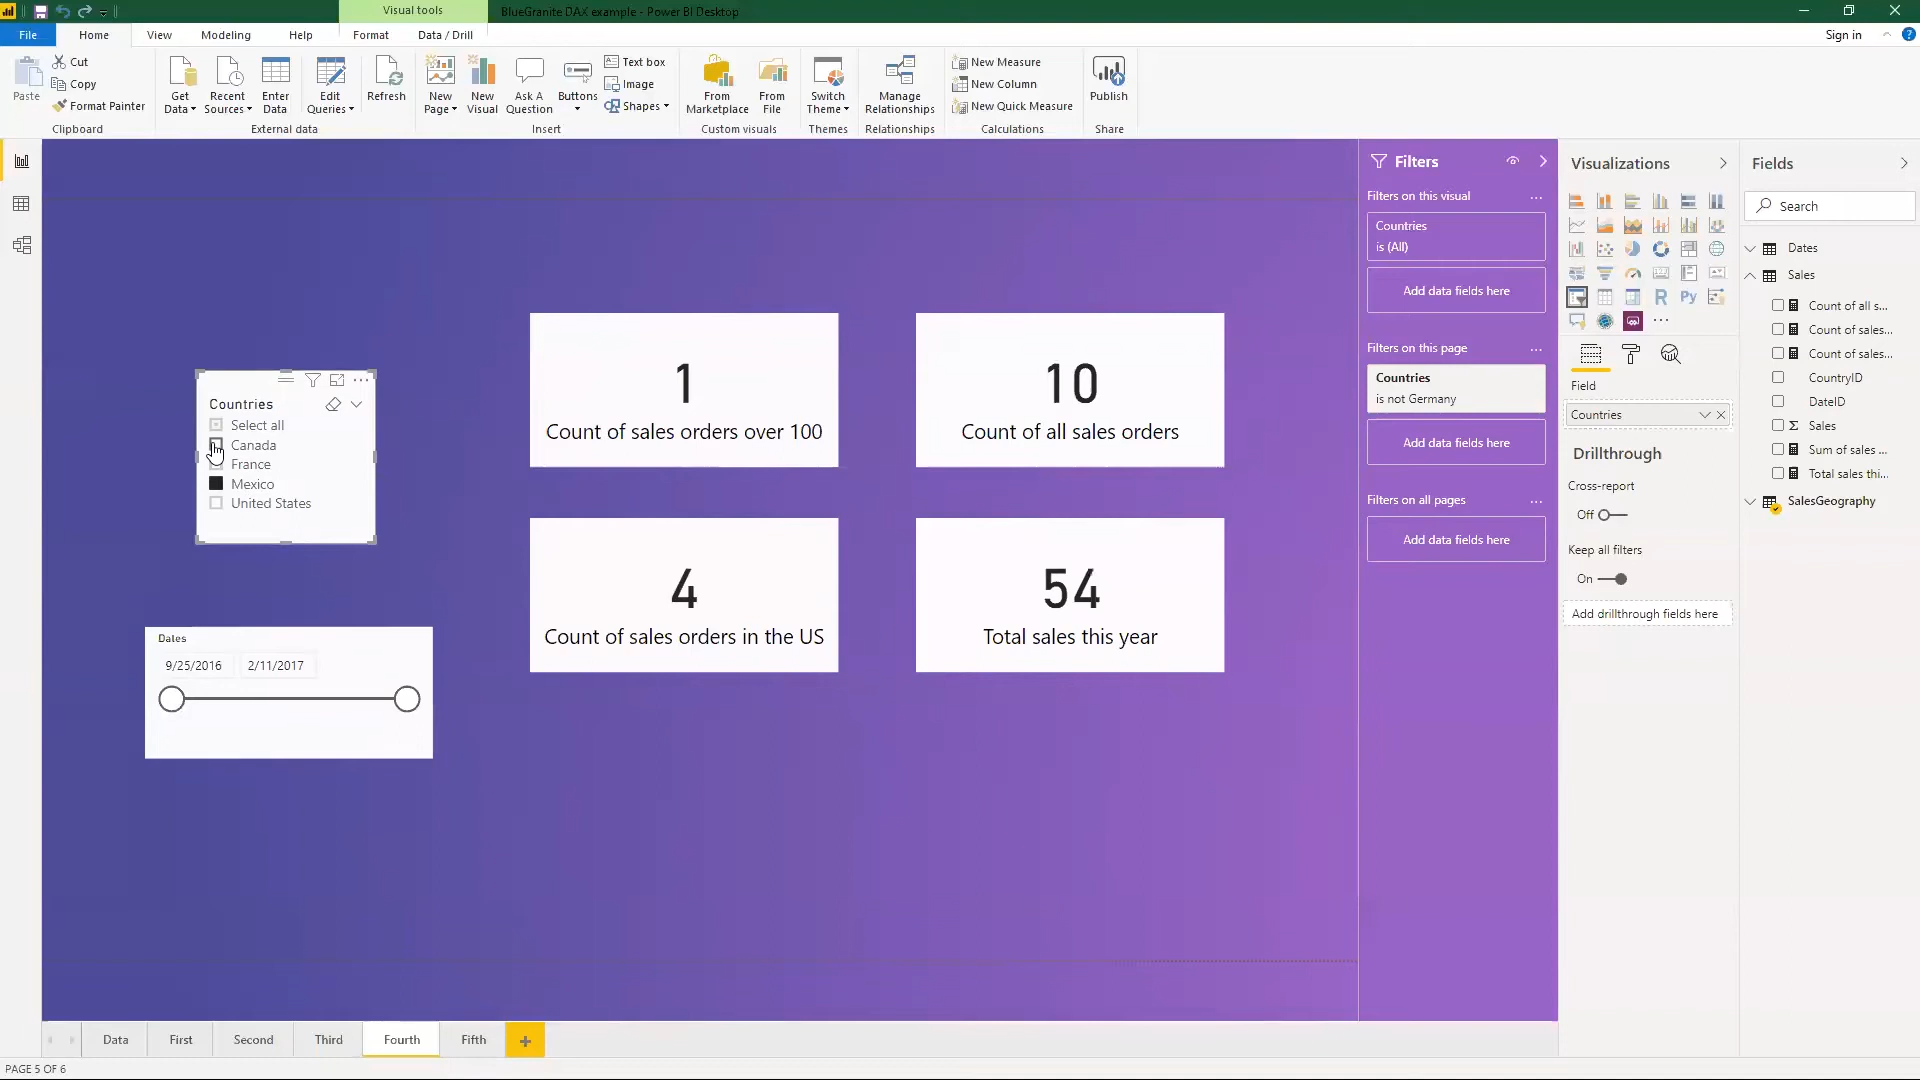 Visual tools
BlueGranite DAX example - Power BI Desktop
File Home View Modeling Help Format Data / Drill Sign in
Paste
Cut
Copy
Format Painter
Clipboard
Get Data
Recent Sources
Enter Data
Edit Queries
Refresh
External data
New Page
New Visual
Ask A Question
Buttons
Text box
Image
Shapes
Insert
From Marketplace
From File
Custom visuals
Switch Theme
Themes
Manage Relationships
Relationships
New Measure
New Column
New Quick Measure
Calculations
Publish
Share
Countries
Select all
Canada
France
Mexico
United States
Dates
9/25/2016 2/11/2017
1
Count of sales orders over 100
10
Count of all sales orders
4
Count of sales orders in the US
54
Total sales this year
Filters
Filters on this visual ...
Countries
is (All)
Add data fields here
Filters on this page ...
Countries
is not Germany
Add data fields here
Filters on all pages ...
Add data fields here
Visualizations
R Py
...
Field
Countries
Drillthrough
Cross-report
Off
Keep all filters
On
Add drillthrough fields here
Fields
Search
Dates
Sales
Count of all s...
Count of sales...
Count of sales...
CountryID
DateID
Σ Sales
Sum of sales ...
Total sales thi...
SalesGeography
Data First Second Third Fourth Fifth +
PAGE 5 OF 6